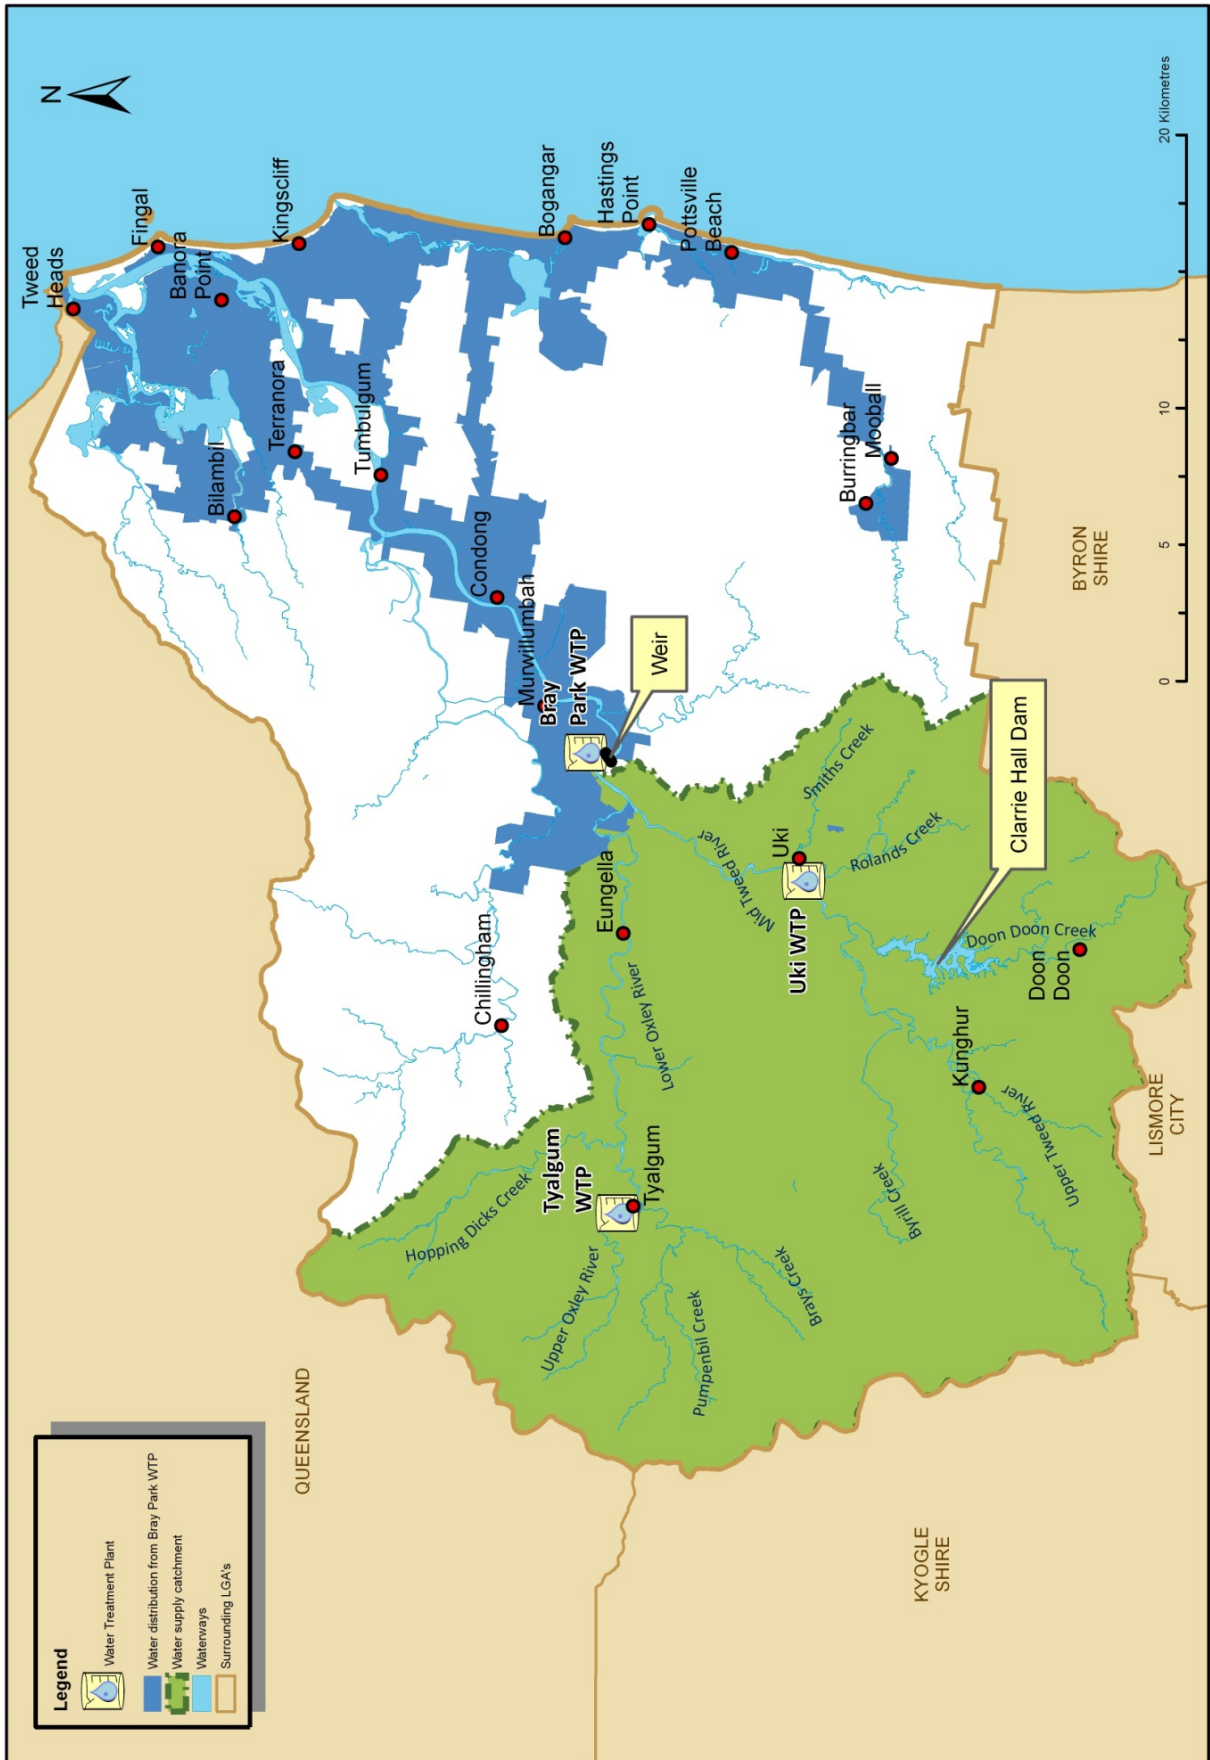 Legend
Water Treatment Plant
Water distribution from Bray Park WTP
Water supply catchment
Waterways
Surrounding LGA's
QUEENSLAND
N
Tweed
Heads
Fingal
Banora
Point
Kingscliff
Bilambil
Terranora
Tumbulgum
Condong
Murwillumbah
Bray
Park WTP
Weir
Bogangar
Hastings
Point
Pottsville
Beach
Chillingham
Eungella
Lower Oxley River
Hopping Dicks Creek
Tyalgum
WTP
Tyalgum
Upper Oxley River
Pumpenbil Creek
Brays Creek
Mid Tweed River
Uki
Uki WTP
Smiths Creek
Rolands Creek
Burringbar
Mooball
Byrill Creek
Kunghur
Upper Tweed River
Doon Doon Creek
Doon
Doon
Clarrie Hall Dam
KYOGLE
SHIRE
LISMORE
CITY
BYRON
SHIRE
0
5
10
20 Kilometres